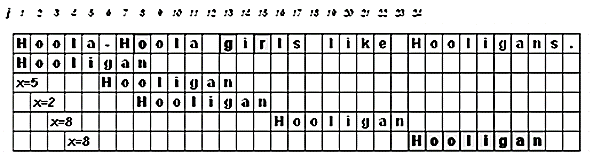 j 1 2 3 4 5 6 7 8 9 10 11 12 13 14 15 16 17 18 19 20 21 22 23 24
Hoola-Hoola girls like Hooligans.
Hooligan
x=5 Hooligan
x=2 Hooligan
x=8 Hooligan
x=8 Hooligan